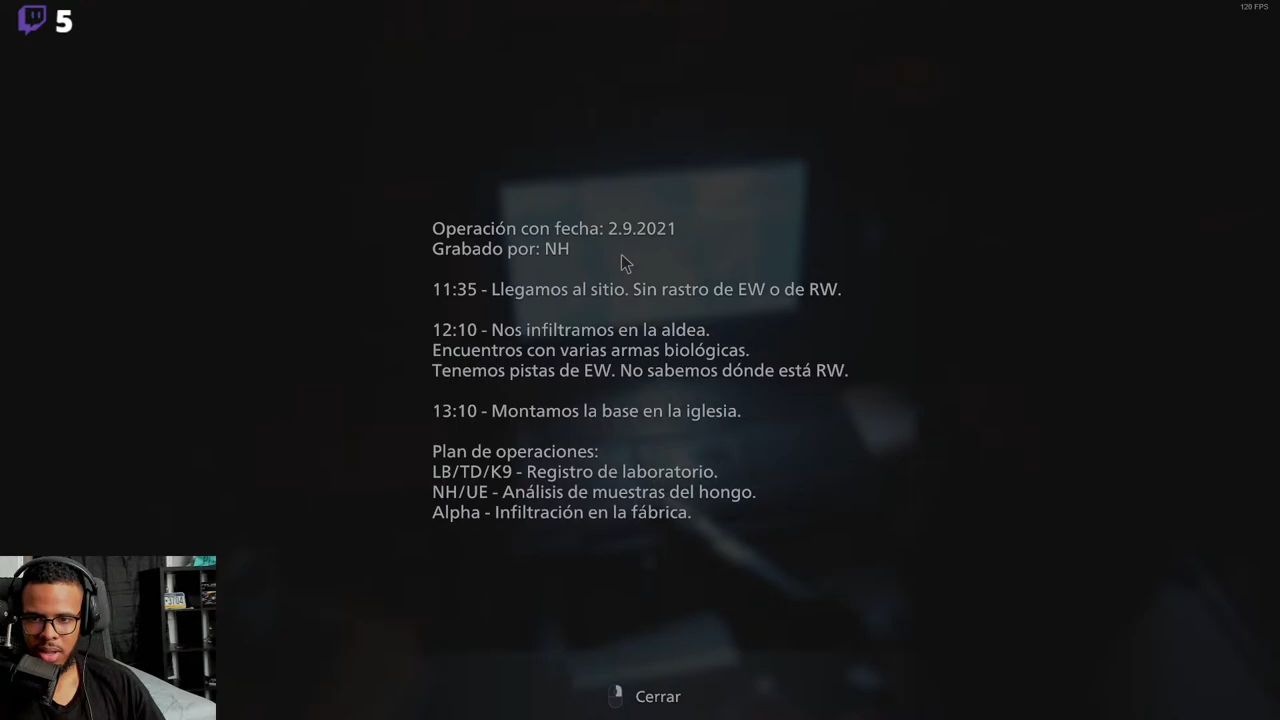 5
120 FPS
Operación con fecha: 2.9.2021
Grabado por: NH
11:35 - Llegamos al sitio. Sin rastro de EW o de RW.
12:10 - Nos infiltramos en la aldea.
Encuentros con varias armas biológicas.
Tenemos pistas de EW. No sabemos dónde está RW.
13:10 - Montamos la base en la iglesia.
Plan de operaciones:
LB/TD/K9 - Registro de laboratorio.
NH/UE - Análisis de muestras del hongo.
Alpha - Infiltración en la fábrica.
Cerrar